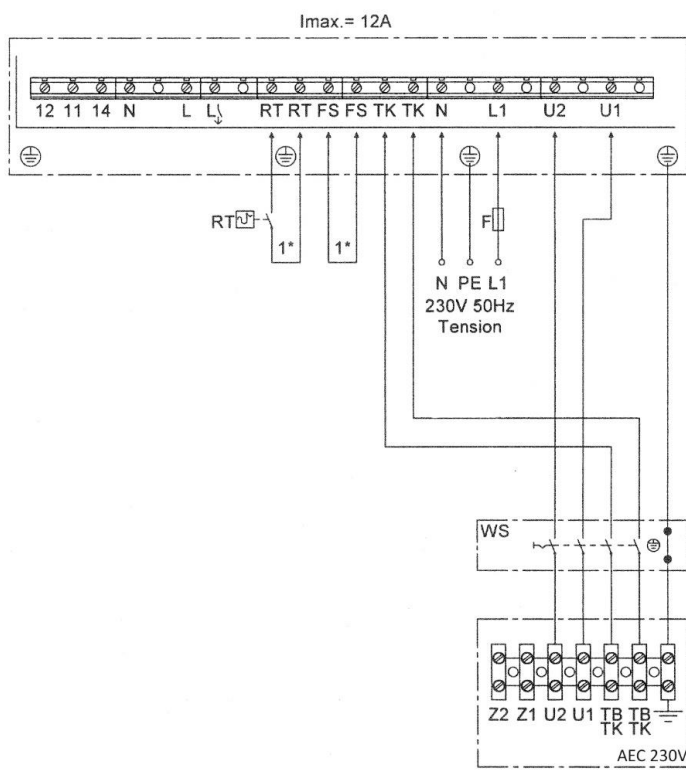 Imax.= 12A
12 11 14 N L L RT RT FS FS TK TK N L1 U2 U1
RT
1* 1*
F
N PE L1
230V 50Hz
Tension
WS
Z2 Z1 U2 U1 TB TB
TK TK
AEC 230V